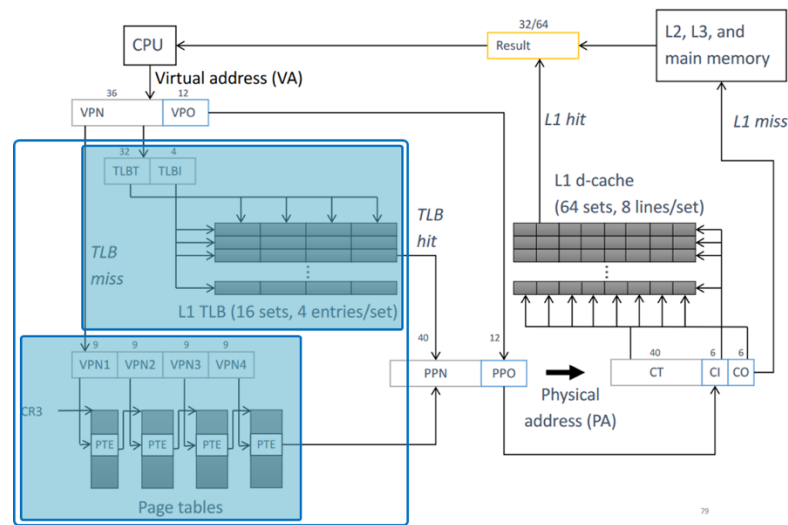 32/64
CPU
Result
L2, L3, and
main memory
Virtual address (VA)
36
12
VPN
VPO
L1 hit
L1 miss
32
4
TLBT
TLBI
L1 d-cache
(64 sets, 8 lines/set)
TLB
hit
TLB
miss
...
...
L1 TLB (16 sets, 4 entries/set)
9
9
9
9
VPN1
VPN2
VPN3
VPN4
40
12
PPN
PPO
40
6
6
CT
CI
CO
Physical
address (PA)
CR3
PTE
PTE
PTE
PTE
Page tables
79